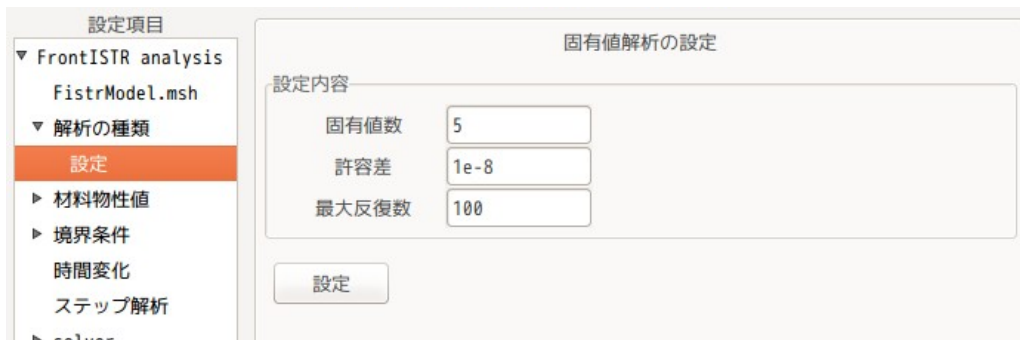 設定項目
FrontISTR analysis
FistrModel.msh
解析の種類
設定
材料物性値
境界条件
時間変化
ステップ解析
固有値解析の設定
設定内容
固有値数 5
許容差 1e-8
最大反復数 100
設定